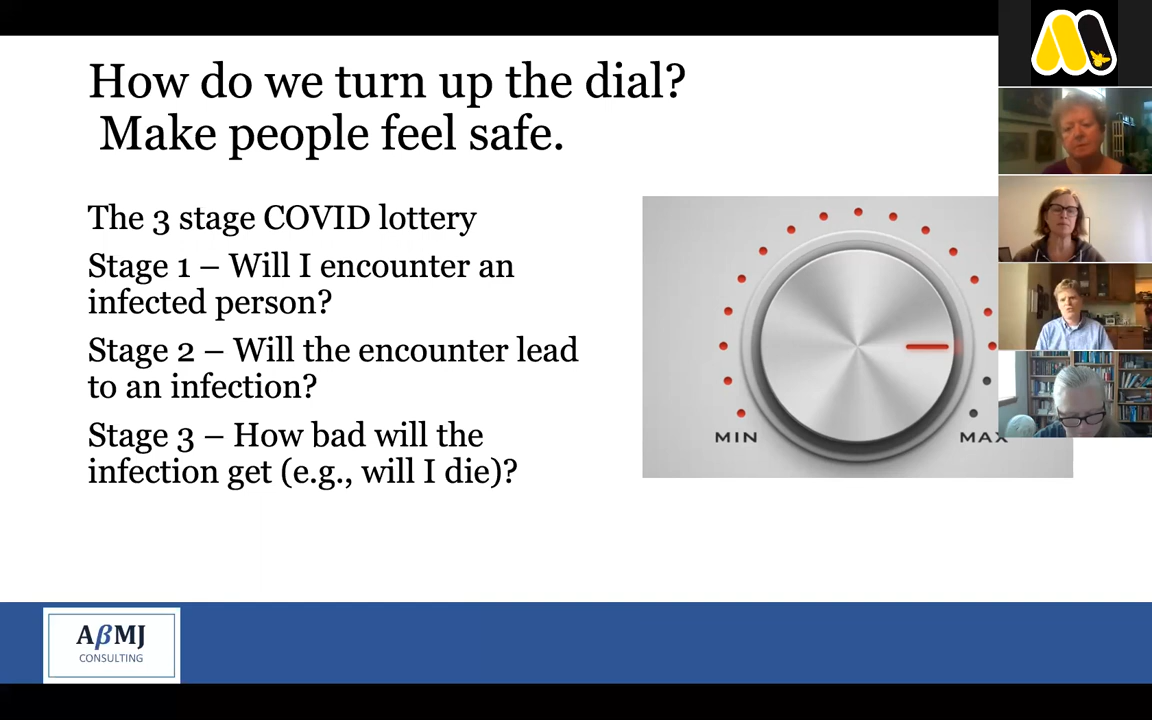 How do we turn up the dial?
Make people feel safe.
The 3 stage COVID lottery
Stage 1 – Will I encounter an
infected person?
Stage 2 – Will the encounter lead
to an infection?
Stage 3 – How bad will the
infection get (e.g., will I die)?
MIN
MAX
AβMJ
CONSULTING